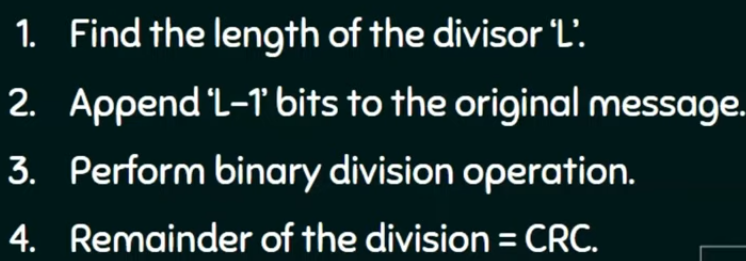 1. Find the length of the divisor ‘L’.
2. Append ‘L-1’ bits to the original message.
3. Perform binary division operation.
4. Remainder of the division = CRC.